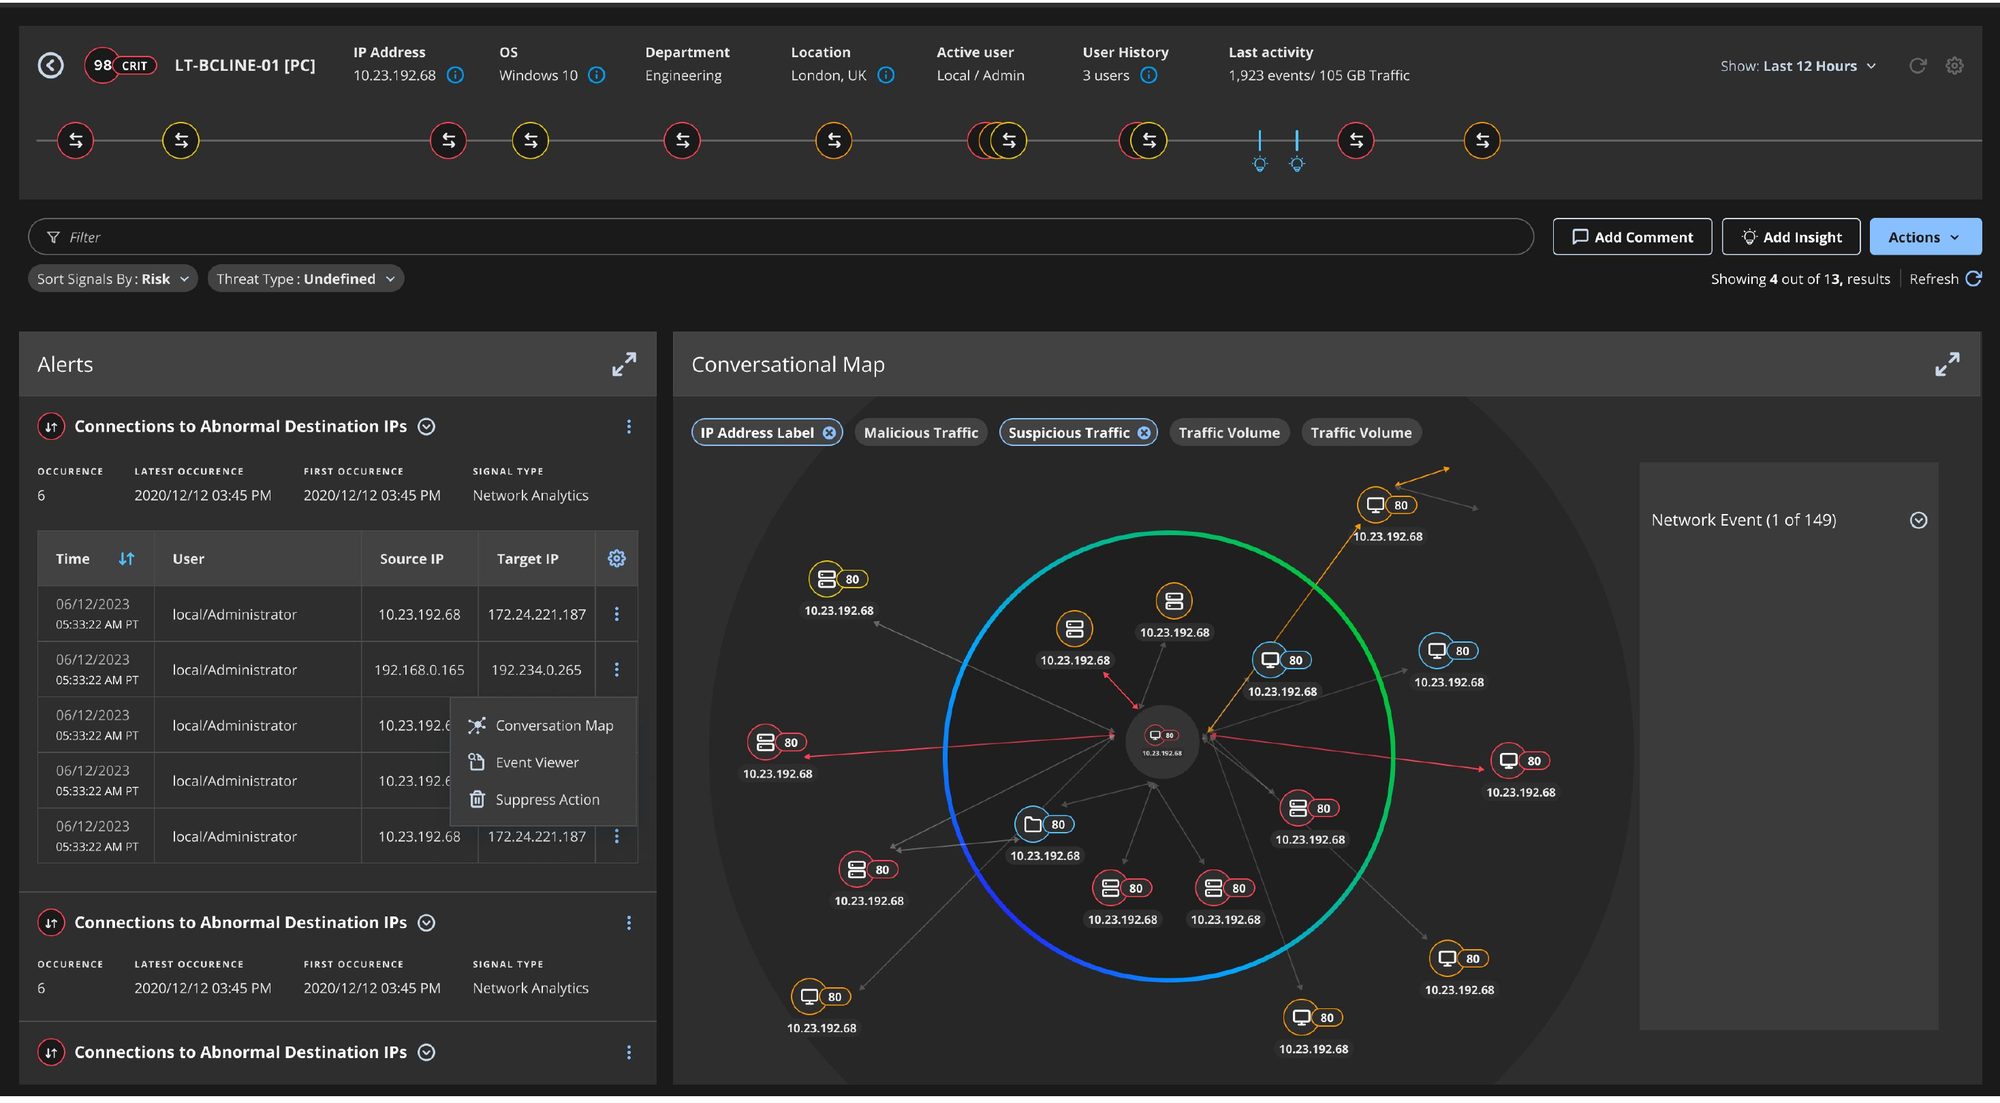 98 CRIT LT-BCLINE-01 [PC]
IP Address
10.23.192.68
OS
Windows 10
Department
Engineering
Location
London, UK
Active user
Local / Admin
User History
3 users
Last activity
1,923 events/ 105 GB Traffic
Show: Last 12 Hours
Filter
Add Comment
Add Insight
Actions
Sort Signals By : Risk
Threat Type : Undefined
Showing 4 out of 13, results
Refresh
Alerts
Connections to Abnormal Destination IPs
OCCURENCE LATEST OCCURENCE FIRST OCCURENCE SIGNAL TYPE
6 2020/12/12 03:45 PM 2020/12/12 03:45 PM Network Analytics
Time User Source IP Target IP
06/12/2023
05:33:22 AM PT
local/Administrator 10.23.192.68 172.24.221.187
06/12/2023
05:33:22 AM PT
local/Administrator 192.168.0.165 192.234.0.265
06/12/2023
05:33:22 AM PT
local/Administrator 10.23.192.6
06/12/2023
05:33:22 AM PT
local/Administrator 10.23.192.6
06/12/2023
05:33:22 AM PT
local/Administrator 10.23.192.68 172.24.221.187
Conversation Map
Event Viewer
Suppress Action
Connections to Abnormal Destination IPs
OCCURENCE LATEST OCCURENCE FIRST OCCURENCE SIGNAL TYPE
6 2020/12/12 03:45 PM 2020/12/12 03:45 PM Network Analytics
Connections to Abnormal Destination IPs
Conversational Map
IP Address Label
Malicious Traffic
Suspicious Traffic
Traffic Volume
Traffic Volume
80
10.23.192.68
80
10.23.192.68
10.23.192.68
10.23.192.68
80
10.23.192.68
80
10.23.192.68
80
10.23.192.68
80
10.23.192.68
80
10.23.192.68
80
10.23.192.68
80
10.23.192.68
80
10.23.192.68
80
10.23.192.68
80
10.23.192.68
80
10.23.192.68
80
10.23.192.68
80
10.23.192.68
Network Event (1 of 149)